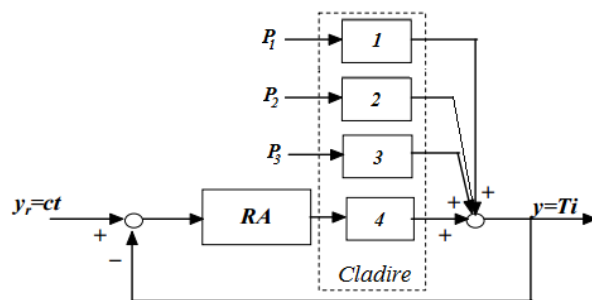 P1
1
P2
2
P3
3
yr=ct
+
−
RA
4
+
+
+
y=Ti
Cladire